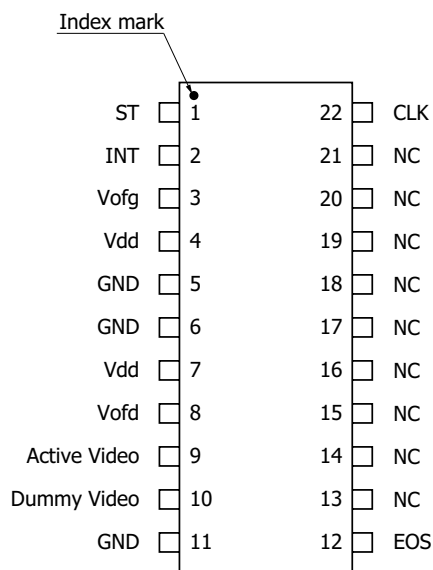 Index mark
ST 1 22 CLK
INT 2 21 NC
Vofg 3 20 NC
Vdd 4 19 NC
GND 5 18 NC
GND 6 17 NC
Vdd 7 16 NC
Vofd 8 15 NC
Active Video 9 14 NC
Dummy Video 10 13 NC
GND 11 12 EOS